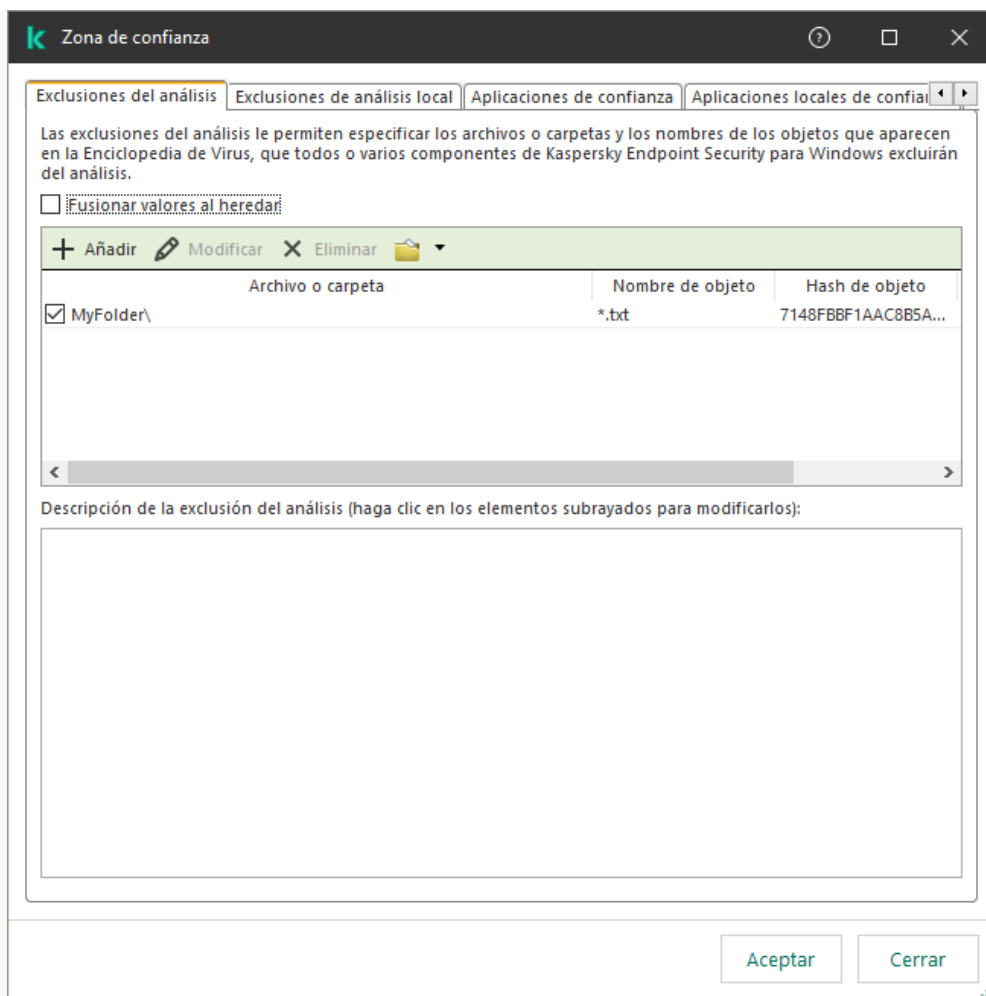 Zona de confianza
Exclusiones del análisis Exclusiones de análisis local Aplicaciones de confianza Aplicaciones locales de confiar
Las exclusiones del análisis le permiten especificar los archivos o carpetas y los nombres de los objetos que aparecen
en la Enciclopedia de Virus, que todos o varios componentes de Kaspersky Endpoint Security para Windows excluirán
del análisis.
Fusionar valores al heredar
Añadir Modificar Eliminar
Archivo o carpeta Nombre de objeto Hash de objeto
MyFolder\ *.txt 7148FBBF1AAC8B5A...
Descripción de la exclusión del análisis (haga clic en los elementos subrayados para modificarlos):
Aceptar Cerrar